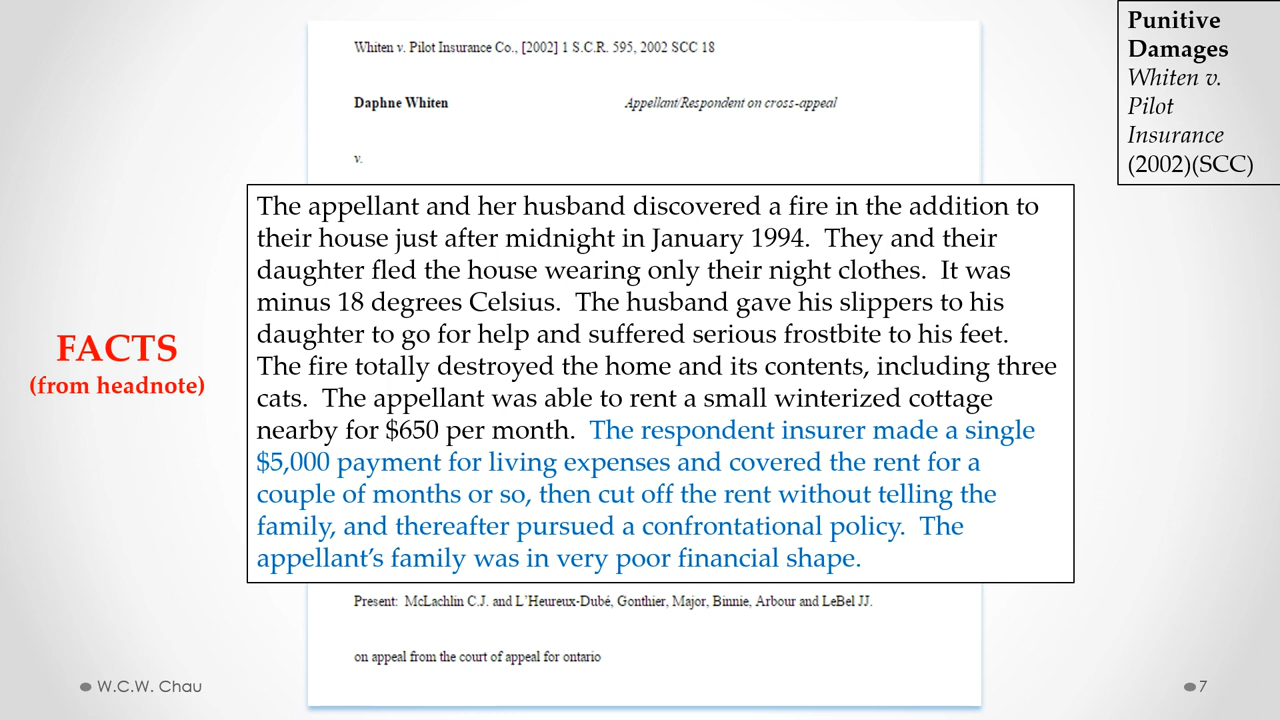 Whiten v. Pilot Insurance Co., [2002] 1 S.C.R. 595, 2002 SCC 18
Daphne Whiten Appellant/Respondent on cross-appeal
v.
Punitive
Damages
Whiten v.
Pilot
Insurance
(2002)(SCC)
FACTS
(from headnote)
The appellant and her husband discovered a fire in the addition to
their house just after midnight in January 1994.  They and their
daughter fled the house wearing only their night clothes.  It was
minus 18 degrees Celsius.  The husband gave his slippers to his
daughter to go for help and suffered serious frostbite to his feet.
The fire totally destroyed the home and its contents, including three
cats.  The appellant was able to rent a small winterized cottage
nearby for $650 per month.  The respondent insurer made a single
$5,000 payment for living expenses and covered the rent for a
couple of months or so, then cut off the rent without telling the
family, and thereafter pursued a confrontational policy.  The
appellant’s family was in very poor financial shape.
Present:  McLachlin C.J. and L’Heureux-Dubé, Gonthier, Major, Binnie, Arbour and LeBel JJ.
on appeal from the court of appeal for ontario
W.C.W. Chau
7